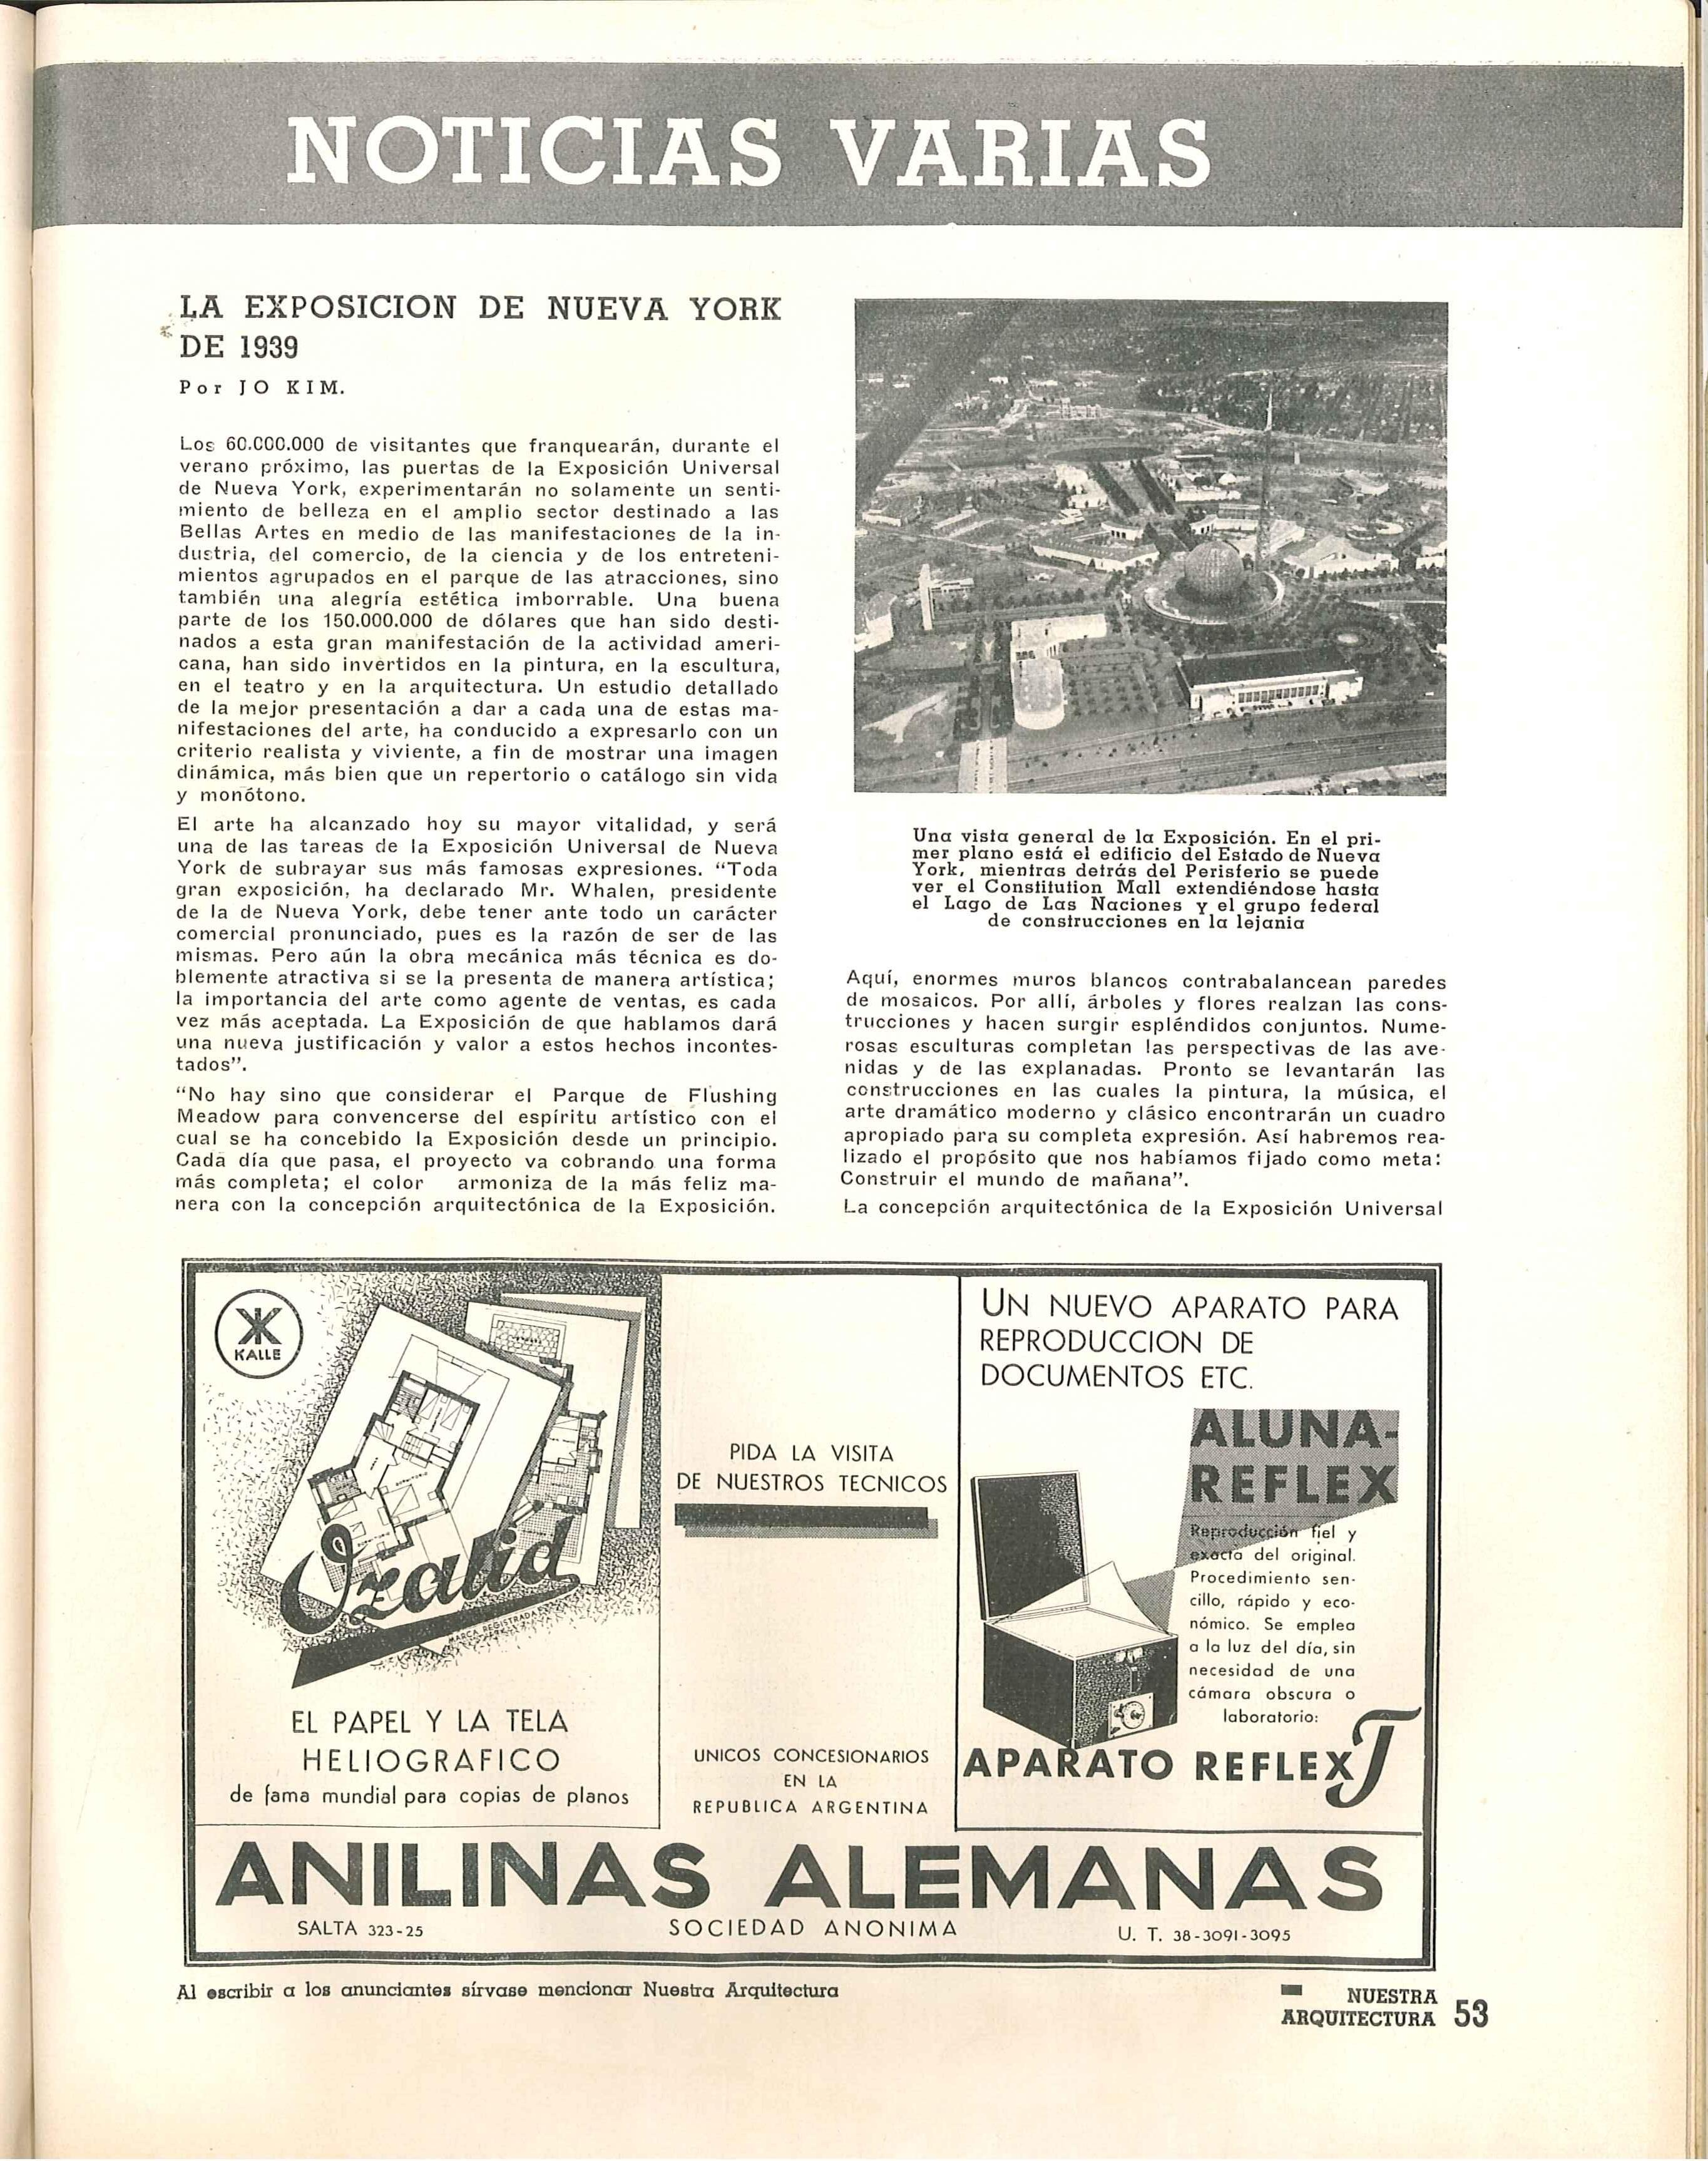 NOTICIAS VARIAS
LA EXPOSICION DE NUEVA YORK
DE 1939
Por JO KIM.
Los 60.000.000 de visitantes que franquearán, durante el
verano próximo, las puertas de la Exposición Universal
de Nueva York, experimentarán no solamente un senti-
miento de belleza en el amplio sector destinado a las
Bellas Artes en medio de las manifestaciones de la in-
dustria, del comercio, de la ciencia y de los entreteni-
mientos agrupados en el parque de las atracciones, sino
también una alegría estética imborrable. Una buena
parte de los 150.000.000 de dólares que han sido desti-
nados a esta gran manifestación de la actividad ameri-
cana, han sido invertidos en la pintura, en la escultura,
en el teatro y en la arquitectura. Un estudio detallado
de la mejor presentación a dar a cada una de estas ma-
nifestaciones del arte, ha conducido a expresarlo con un
criterio realista y viviente, a fin de mostrar una imagen
dinámica, más bien que un repertorio o catálogo sin vida
y monótono.
El arte ha alcanzado hoy su mayor vitalidad, y será
una de las tareas de la Exposición Universal de Nueva
York de subrayar sus más famosas expresiones. “Toda
gran exposición, ha declarado Mr. Whalen, presidente
de la de Nueva York, debe tener ante todo un carácter
comercial pronunciado, pues es la razón de ser de las
mismas. Pero aún la obra mecánica más técnica es do-
blemente atractiva si se la presenta de manera artística;
la importancia del arte como agente de ventas, es cada
vez más aceptada. La Exposición de que hablamos dará
una nueva justificación y valor a estos hechos incontes-
tados”.
“No hay sino que considerar el Parque de Flushing
Meadow para convencerse del espíritu artístico con el
cual se ha concebido la Exposición desde un principio.
Cada día que pasa, el proyecto va cobrando una forma
más completa; el color armoniza de la más feliz ma-
nera con la concepción arquitectónica de la Exposición.
Una vista general de la Exposición. En el pri-
mer plano está el edificio del Estado de Nueva
York, mientras detrás del Perisferio se puede
ver el Constitution Mall extendiéndose hasta
el Lago de Las Naciones y el grupo federal
de construcciones en la lejania
Aquí, enormes muros blancos contrabalancean paredes
de mosaicos. Por allí, árboles y flores realzan las cons-
trucciones y hacen surgir espléndidos conjuntos. Nume-
rosas esculturas completan las perspectivas de las ave-
nidas y de las explanadas. Pronto se levantarán las
construcciones en las cuales la pintura, la música, el
arte dramático moderno y clásico encontrarán un cuadro
apropiado para su completa expresión. Así habremos rea-
lizado el propósito que nos habíamos fijado como meta:
Construir el mundo de mañana”.
La concepción arquitectónica de la Exposición Universal
KALLE
Ozalid
MARCA REGISTRADA
EL PAPEL Y LA TELA
HELIOGRAFICO
de fama mundial para copias de planos
PIDA LA VISITA
DE NUESTROS TECNICOS
UNICOS CONCESIONARIOS
EN LA
REPUBLICA ARGENTINA
UN NUEVO APARATO PARA
REPRODUCCION DE
DOCUMENTOS ETC.
ALUNA-
REFLEX
Reproducción fiel y
exacta del original.
Procedimiento sen-
cillo, rápido y eco-
nómico. Se emplea
a la luz del día, sin
necesidad de una
cámara obscura o
laboratorio:
APARATO REFLEX J
ANILINAS ALEMANAS
SALTA 323-25
SOCIEDAD ANONIMA
U. T. 38-3091-3095
Al escribir a los anunciantes sírvase mencionar Nuestra Arquitectura
NUESTRA
ARQUITECTURA 53